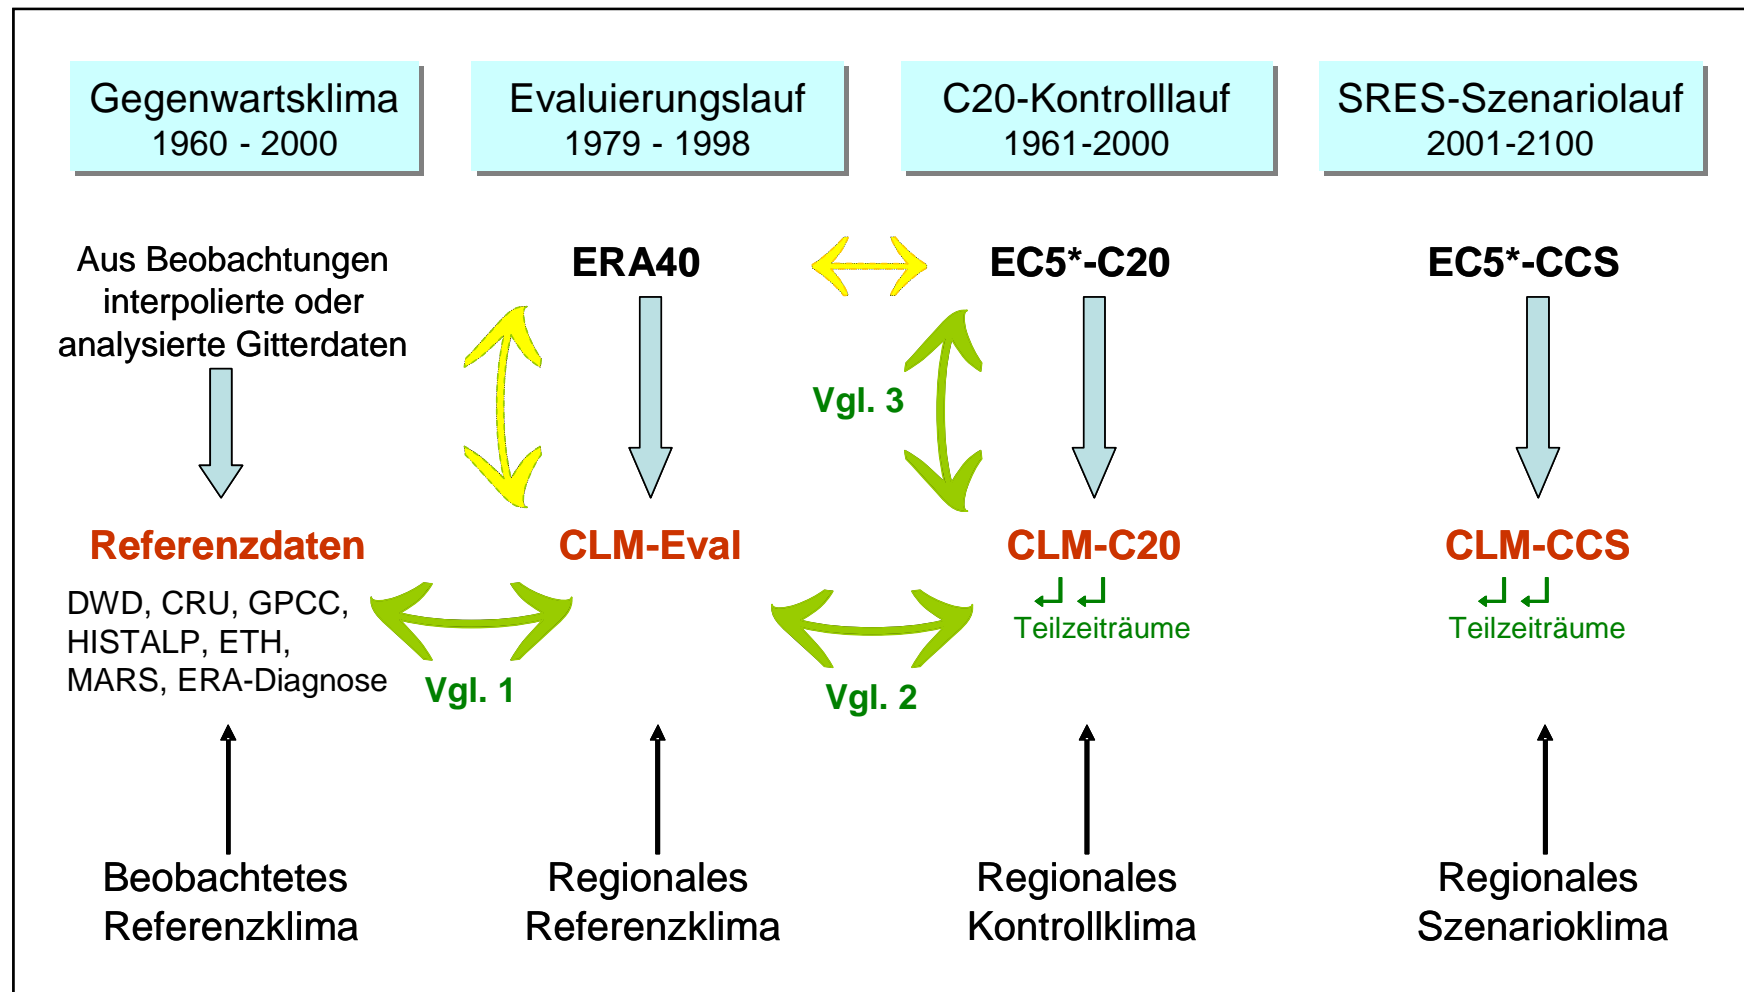 Gegenwartsklima
1960 - 2000
Evaluierungslauf
1979 - 1998
C20-Kontrolllauf
1961-2000
SRES-Szenariolauf
2001-2100
Aus Beobachtungen
interpolierte oder
analysierte Gitterdaten
ERA40
EC5*-C20
EC5*-CCS
Vgl. 3
Referenzdaten
CLM-Eval
CLM-C20
CLM-CCS
DWD, CRU, GPCC,
HISTALP, ETH,
MARS, ERA-Diagnose
Teilzeiträume
Teilzeiträume
Vgl. 1
Vgl. 2
Beobachtetes
Referenzklima
Regionales
Referenzklima
Regionales
Kontrollklima
Regionales
Szenarioklima